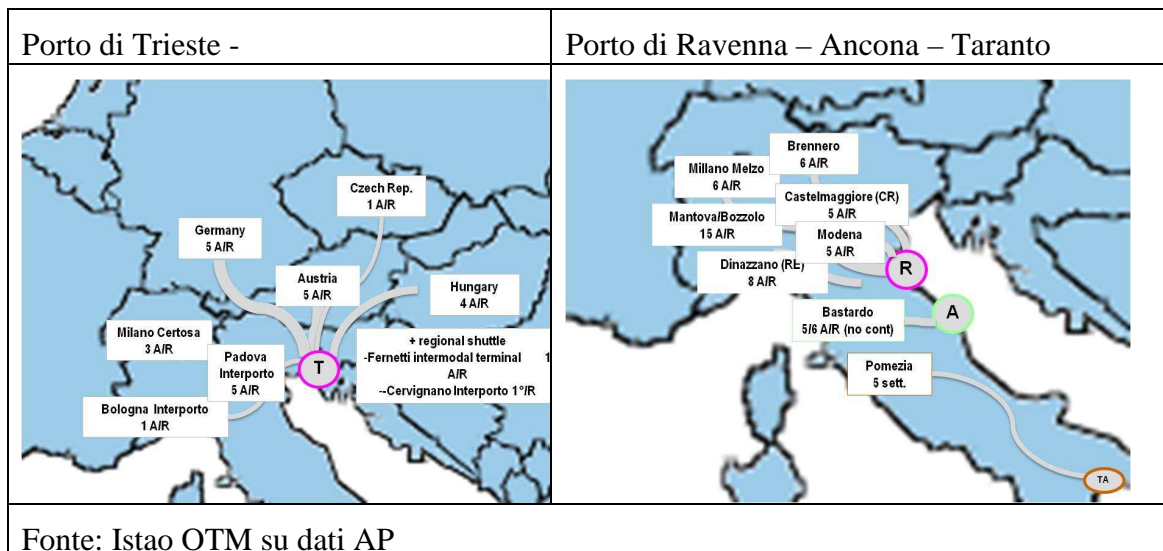 Porto di Trieste -
Czech Rep.
1 A/R
Germany
5 A/R
Austria
5 A/R
Hungary
4 A/R
Milano Certosa
3 A/R
Padova
Interporto
5 A/R
T
+ regional shuttle
-Fernetti intermodal terminal 1
A/R
--Cervignano Interporto 1°/R
Bologna Interporto
1 A/R
Porto di Ravenna – Ancona – Taranto
Brennero
6 A/R
Millano Melzo
6 A/R
Castelmaggiore (CR)
5 A/R
Mantova/Bozzolo
15 A/R
Modena
5 A/R
Dinazzano (RE)
8 A/R
R
Bastardo
5/6 A/R (no cont)
A
Pomezia
5 sett.
TA
Fonte: Istao OTM su dati AP